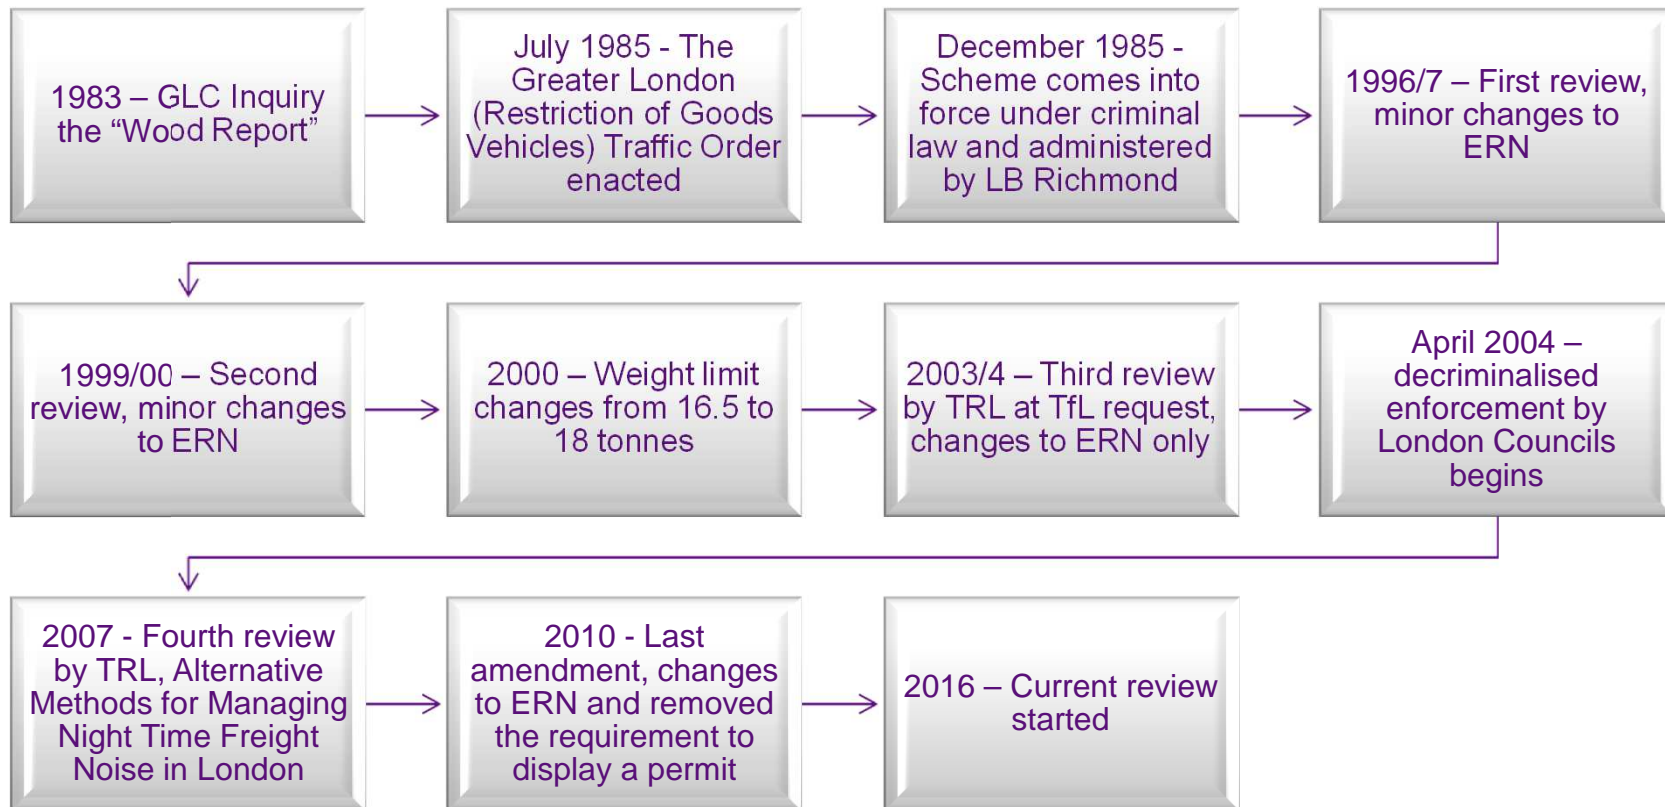 1983 – GLC Inquiry
the “Wood Report”
July 1985 - The
Greater London
(Restriction of Goods
Vehicles) Traffic Order
enacted
December 1985 -
Scheme comes into
force under criminal
law and administered
by LB Richmond
1996/7 – First review,
minor changes to
ERN
1999/00 – Second
review, minor changes
to ERN
2000 – Weight limit
changes from 16.5 to
18 tonnes
2003/4 – Third review
by TRL at TfL request,
changes to ERN only
April 2004 –
decriminalised
enforcement by
London Councils
begins
2007 - Fourth review
by TRL, Alternative
Methods for Managing
Night Time Freight
Noise in London
2010 - Last
amendment, changes
to ERN and removed
the requirement to
display a permit
2016 – Current review
started